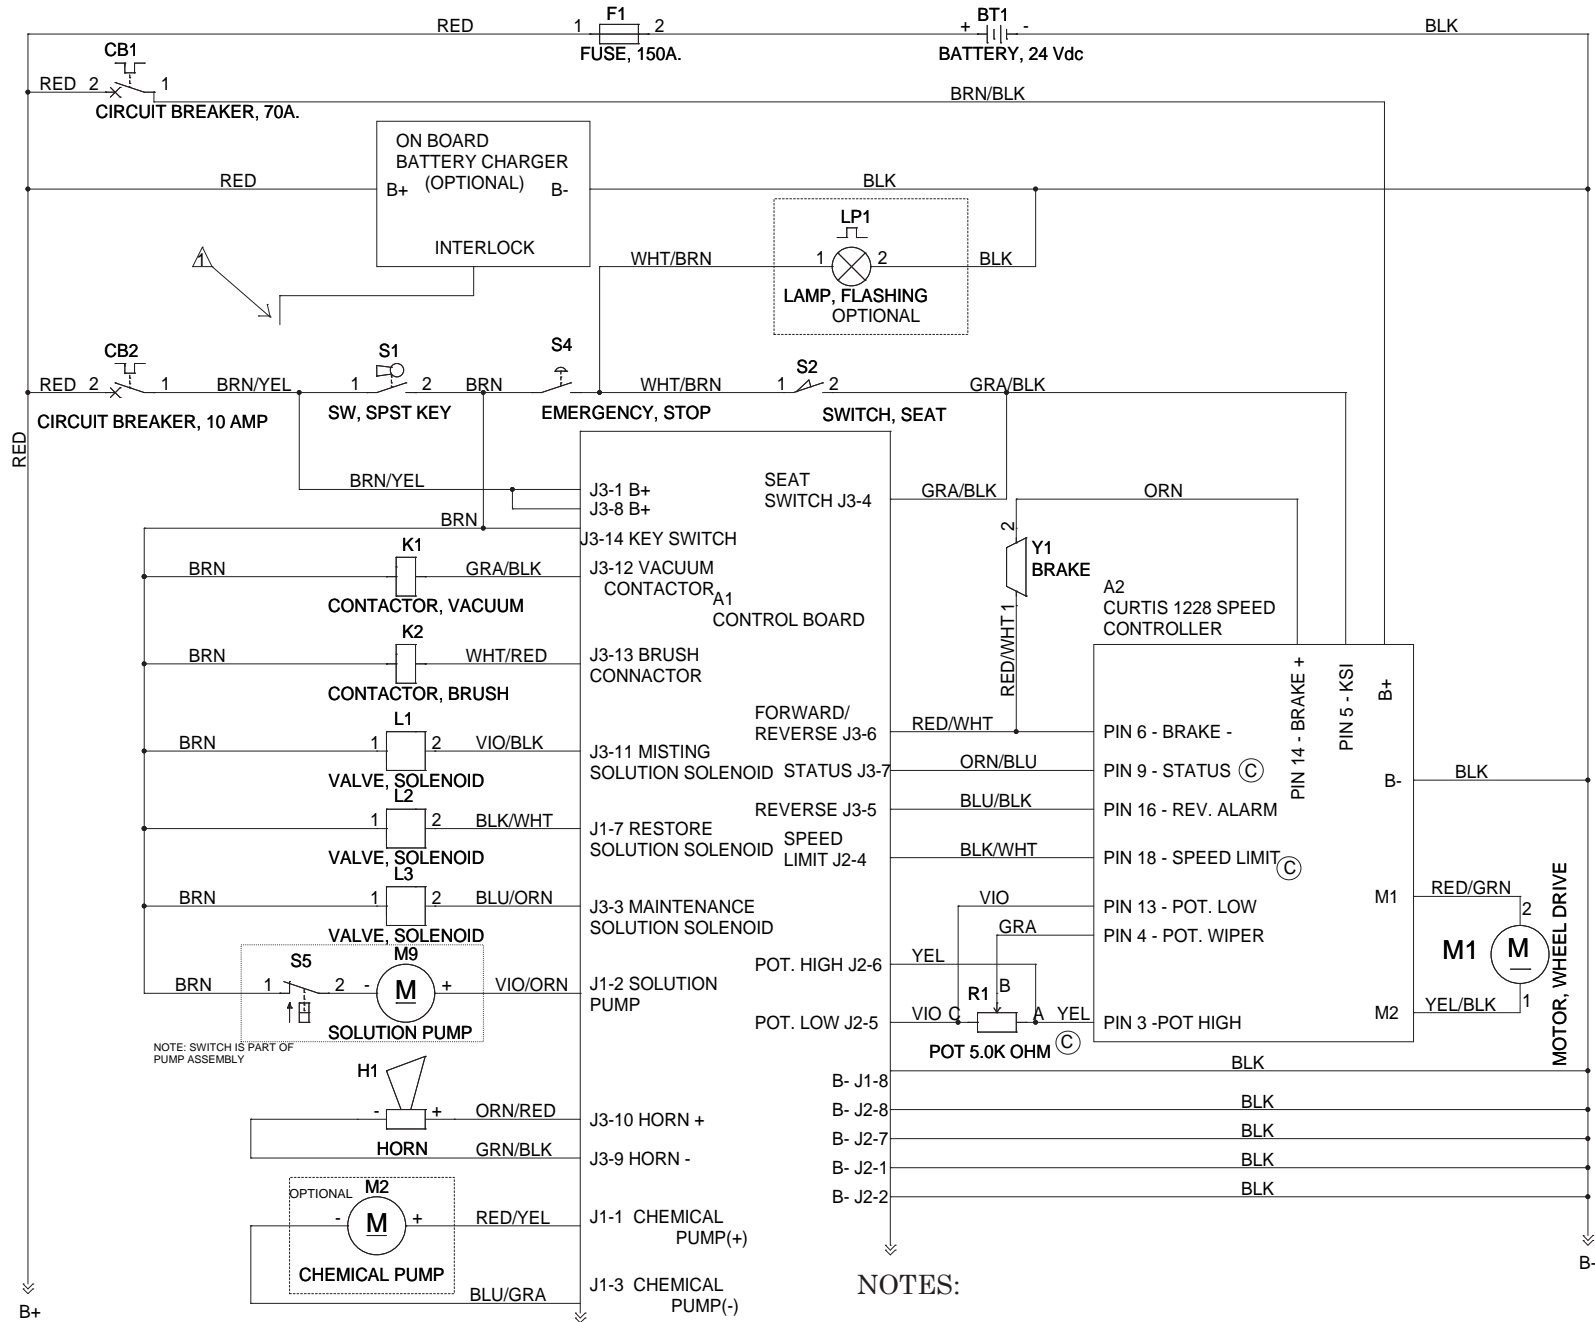 RED
1
F1
2
FUSE, 150A.
+
BT1
-
BATTERY, 24 Vdc
BLK
CB1
RED 2
1
CIRCUIT BREAKER, 70A.
BRN/BLK
ON BOARD
BATTERY CHARGER
(OPTIONAL)
B+
B-
INTERLOCK
RED
BLK
1
LP1
WHT/BRN
1
2
BLK
LAMP, FLASHING
OPTIONAL
CB2
RED 2
1
BRN/YEL
CIRCUIT BREAKER, 10 AMP
S1
1
2
BRN
SW, SPST KEY
S4
EMERGENCY, STOP
WHT/BRN
S2
1
2
SWITCH, SEAT
GRA/BLK
RED
BRN/YEL
J3-1 B+
J3-8 B+
BRN
J3-14 KEY SWITCH
SEAT
SWITCH J3-4
GRA/BLK
ORN
BRN
K1
GRA/BLK
CONTACTOR, VACUUM
J3-12 VACUUM
CONTACTOR
A1
CONTROL BOARD
2
Y1
BRAKE
RED/WHT 1
A2
CURTIS 1228 SPEED
CONTROLLER
BRN
K2
WHT/RED
CONTACTOR, BRUSH
J3-13 BRUSH
CONNACTOR
PIN 14 - BRAKE +
PIN 5 - KSI
B+
BRN
L1
1
2
VIO/BLK
VALVE, SOLENOID
J3-11 MISTING
SOLUTION SOLENOID
FORWARD/
REVERSE J3-6
RED/WHT
PIN 6 - BRAKE -
STATUS J3-7
ORN/BLU
PIN 9 - STATUS C
B-
BLK
L2
1
2
BLK/WHT
VALVE, SOLENOID
J1-7 RESTORE
SOLUTION SOLENOID
REVERSE J3-5
BLU/BLK
PIN 16 - REV. ALARM
SPEED
LIMIT J2-4
BLK/WHT
PIN 18 - SPEED LIMIT C
BRN
L3
1
2
BLU/ORN
VALVE, SOLENOID
J3-3 MAINTENANCE
SOLUTION SOLENOID
VIO
PIN 13 - POT. LOW
GRA
PIN 4 - POT. WIPER
M1
RED/GRN
2
M1
M
1
MOTOR, WHEEL DRIVE
BRN
S5
1
2
M9
-
M
+
VIO/ORN
SOLUTION PUMP
J1-2 SOLUTION
PUMP
POT. HIGH J2-6
YEL
R1
B
POT. LOW J2-5
VIO C
A
YEL
PIN 3 -POT HIGH
POT 5.0K OHM C
M2
YEL/BLK
NOTE: SWITCH IS PART OF
PUMP ASSEMBLY
H1
-
+
ORN/RED
HORN
GRN/BLK
J3-10 HORN +
J3-9 HORN -
B- J1-8
BLK
B- J2-8
BLK
B- J2-7
BLK
B- J2-1
BLK
B- J2-2
BLK
OPTIONAL
M2
-
M
+
RED/YEL
CHEMICAL PUMP
BLU/GRA
J1-1 CHEMICAL
PUMP(+)
J1-3 CHEMICAL
PUMP(-)
NOTES:
B+
B-